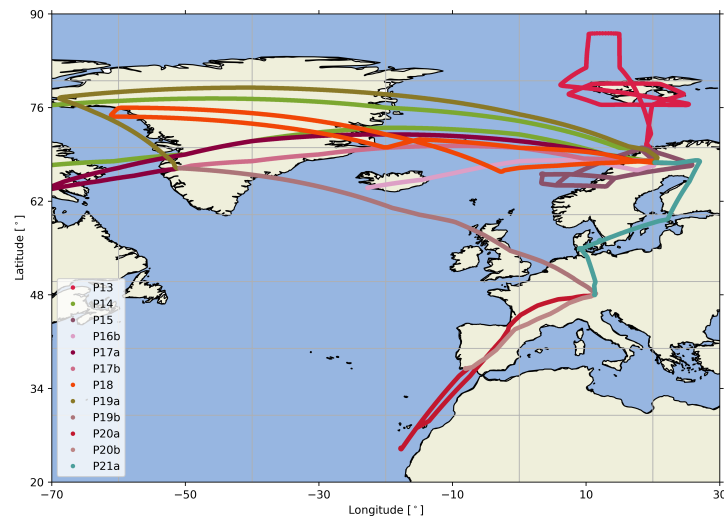 90
76
62
48
34
20
Latitude [°]
P13
P14
P15
P16b
P17a
P17b
P18
P19a
P19b
P20a
P20b
P21a
−70
−50
−30
−10
10
30
Longitude [°]